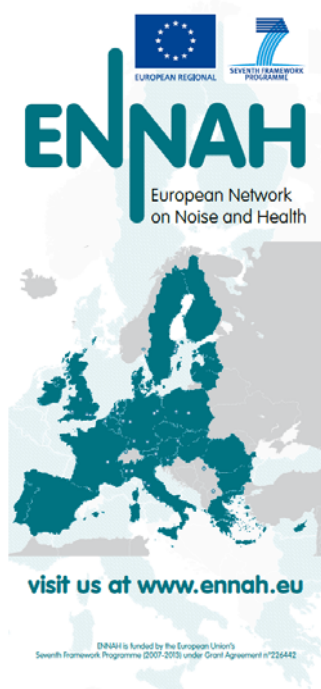 EUROPEAN REGIONAL
SEVENTH FRAMEWORK
PROGRAMME
ENNAH
European Network
on Noise and Health
visit us at www.ennah.eu
ENNAH is funded by the European Union's
Seventh Framework Programme (2007-2013) under Grant Agreement n°226442